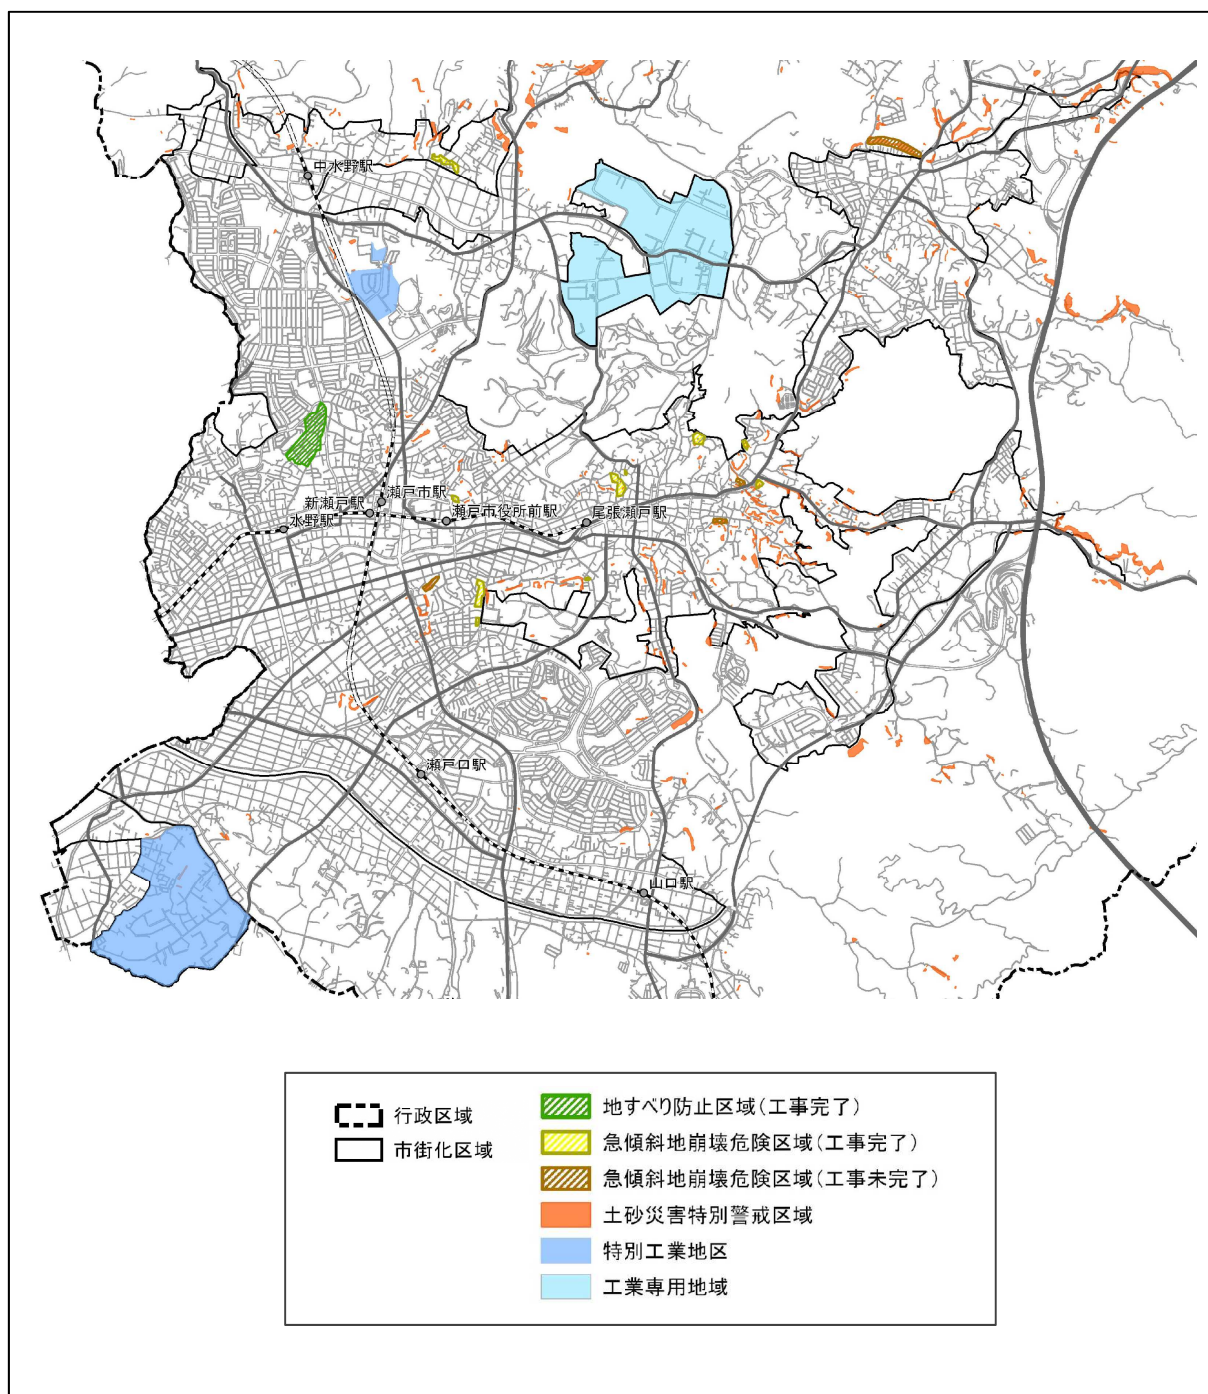 中水野駅
瀬戸市駅
新瀬戸駅
水野駅
瀬戸市役所前駅
尾張瀬戸駅
瀬戸口駅
山口駅
行政区域
市街化区域
地すべり防止区域(工事完了)
急傾斜地崩壊危険区域(工事完了)
急傾斜地崩壊危険区域(工事未完了)
土砂災害特別警戒区域
特別工業地区
工業専用地域